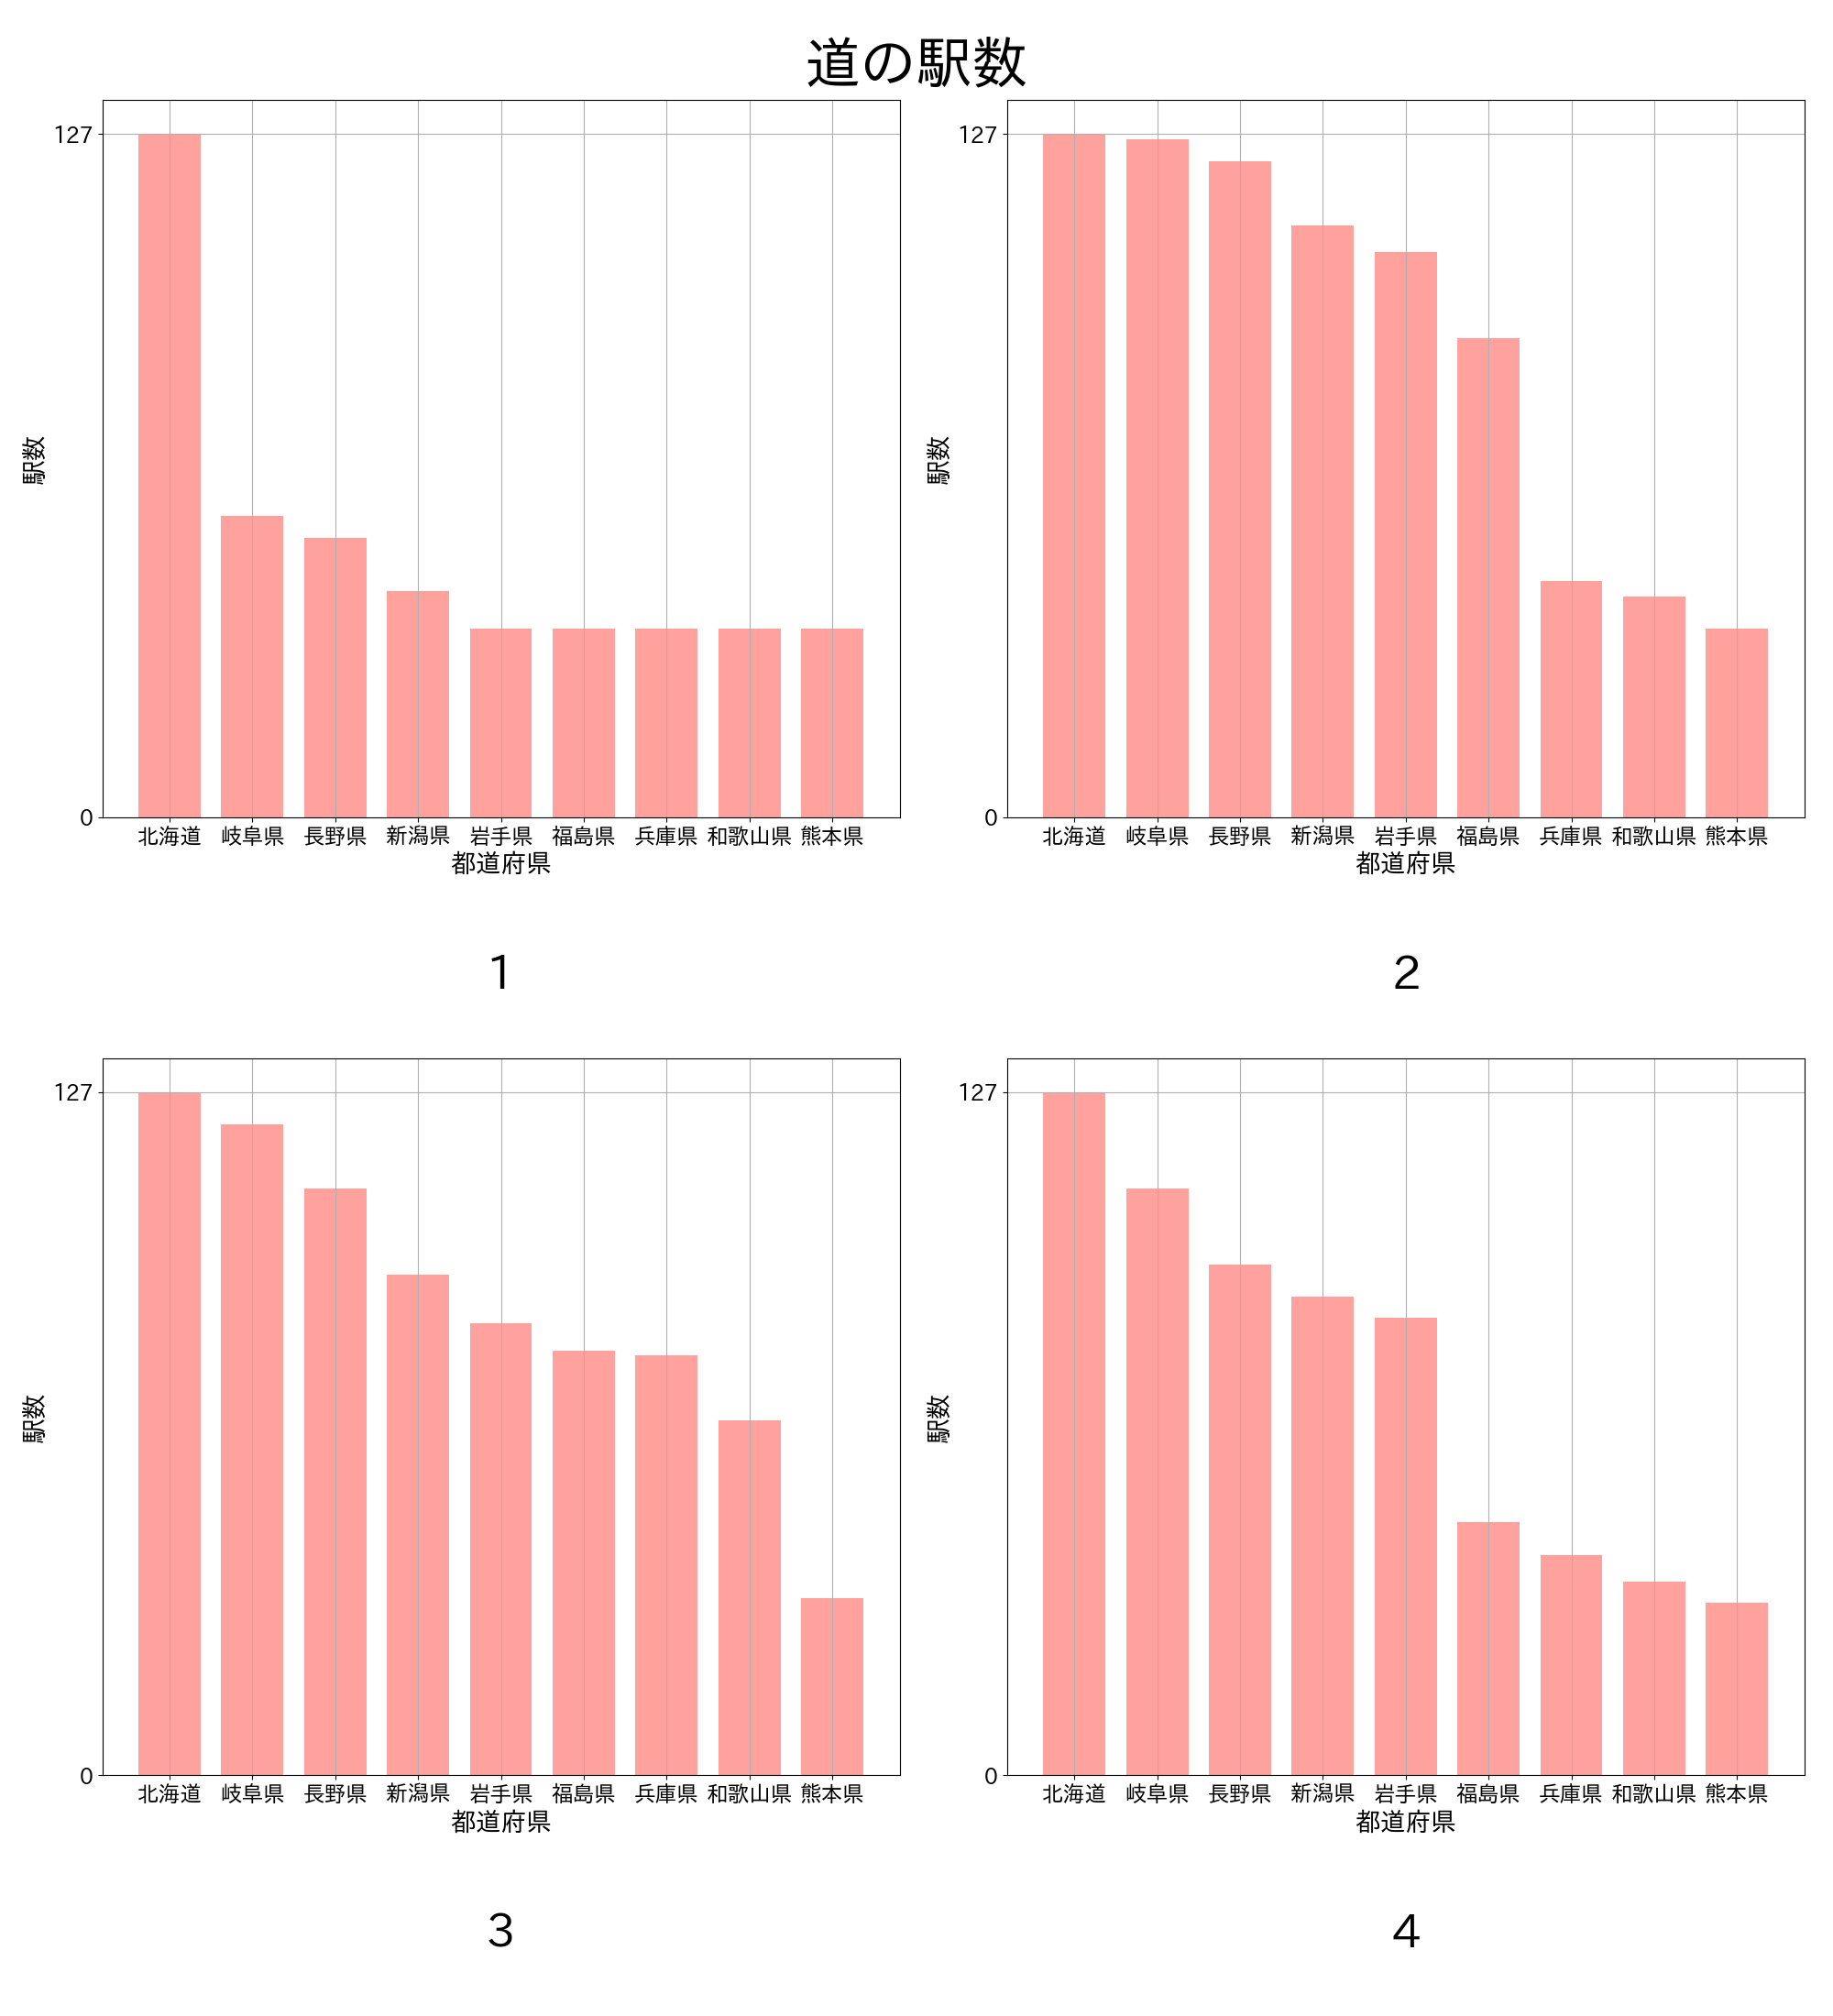 道の駅数
127
駅数
0
北海道 岐阜県 長野県 新潟県 岩手県 福島県 兵庫県 和歌山県 熊本県
都道府県
1
127
駅数
0
北海道 岐阜県 長野県 新潟県 岩手県 福島県 兵庫県 和歌山県 熊本県
都道府県
2
127
駅数
0
北海道 岐阜県 長野県 新潟県 岩手県 福島県 兵庫県 和歌山県 熊本県
都道府県
3
127
駅数
0
北海道 岐阜県 長野県 新潟県 岩手県 福島県 兵庫県 和歌山県 熊本県
都道府県
4